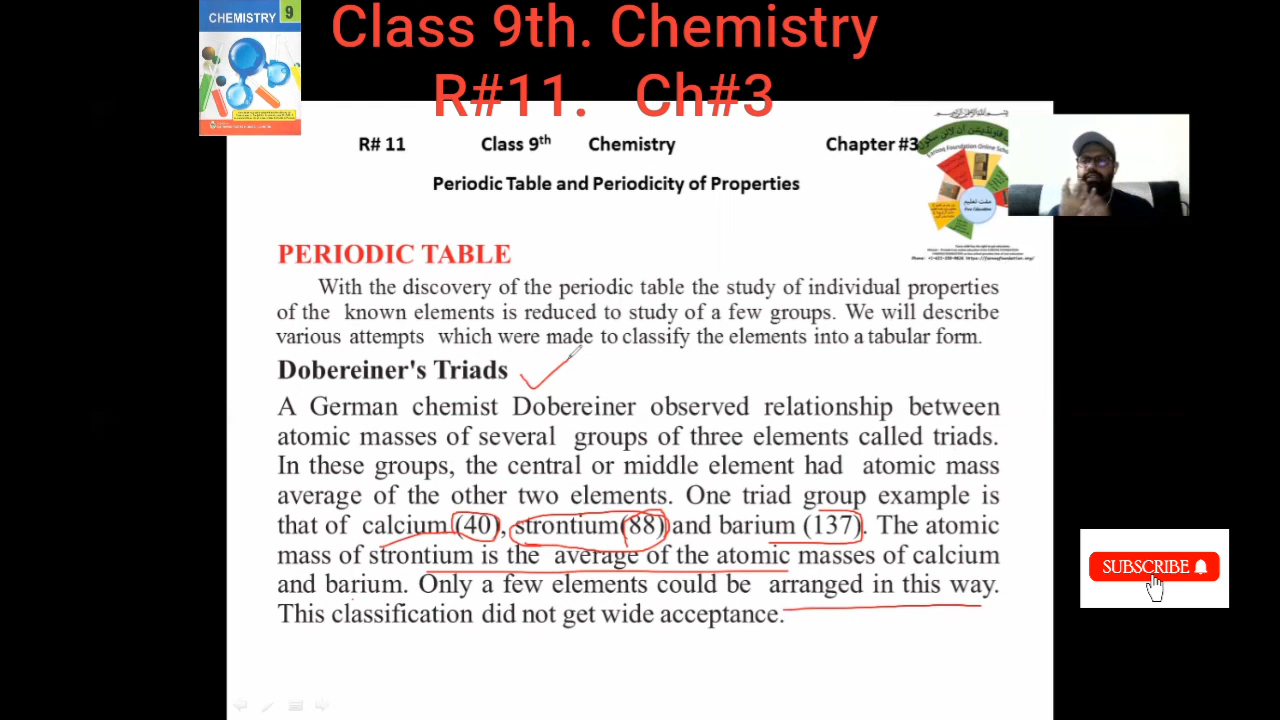 CHEMISTRY 9
Class 9th. Chemistry
R#11. Ch#3
R# 11 Class 9th Chemistry Chapter #3
Periodic Table and Periodicity of Properties
مفت تعلیم
Free Education
PERIODIC TABLE
With the discovery of the periodic table the study of individual properties
of the known elements is reduced to study of a few groups. We will describe
various attempts which were made to classify the elements into a tabular form.
Dobereiner's Triads
A German chemist Dobereiner observed relationship between
atomic masses of several groups of three elements called triads.
In these groups, the central or middle element had atomic mass
average of the other two elements. One triad group example is
that of calcium (40), strontium(88) and barium (137). The atomic
mass of strontium is the average of the atomic masses of calcium
and barium. Only a few elements could be arranged in this way.
This classification did not get wide acceptance.
SUBSCRIBE